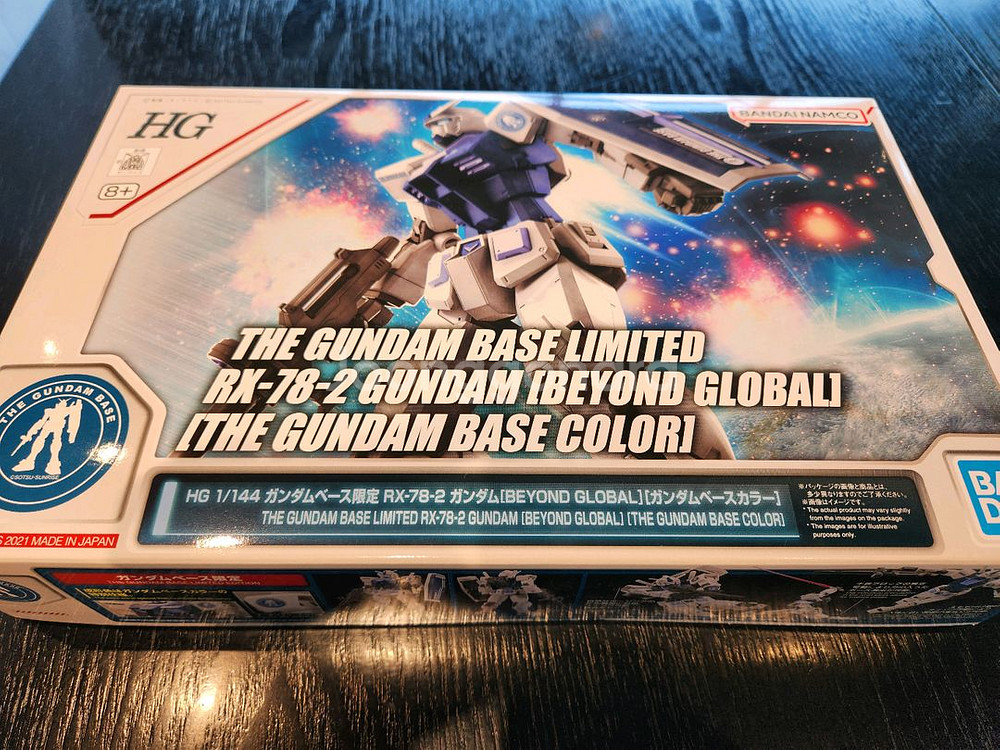 HG
8+
BANDAI NAMCO
THE GUNDAM BASE LIMITED
RX-78-2 GUNDAM [BEYOND GLOBAL]
[THE GUNDAM BASE COLOR]
THE GUNDAM BASE
©SOTSU·SUNRISE
HG 1/144 ガンダムベース限定 RX-78-2 ガンダム[BEYOND GLOBAL][ガンダムベースカラー]
THE GUNDAM BASE LIMITED RX-78-2 GUNDAM [BEYOND GLOBAL] [THE GUNDAM BASE COLOR]
※パッケージの画像と商品とは、
多少異なりますのでご了承ください。
※画像はイメージです。
* The actual product may vary slightly
from the images on the package.
* The images are for illustrative
purposes only.
2021 MADE IN JAPAN
ガンダムベース限定